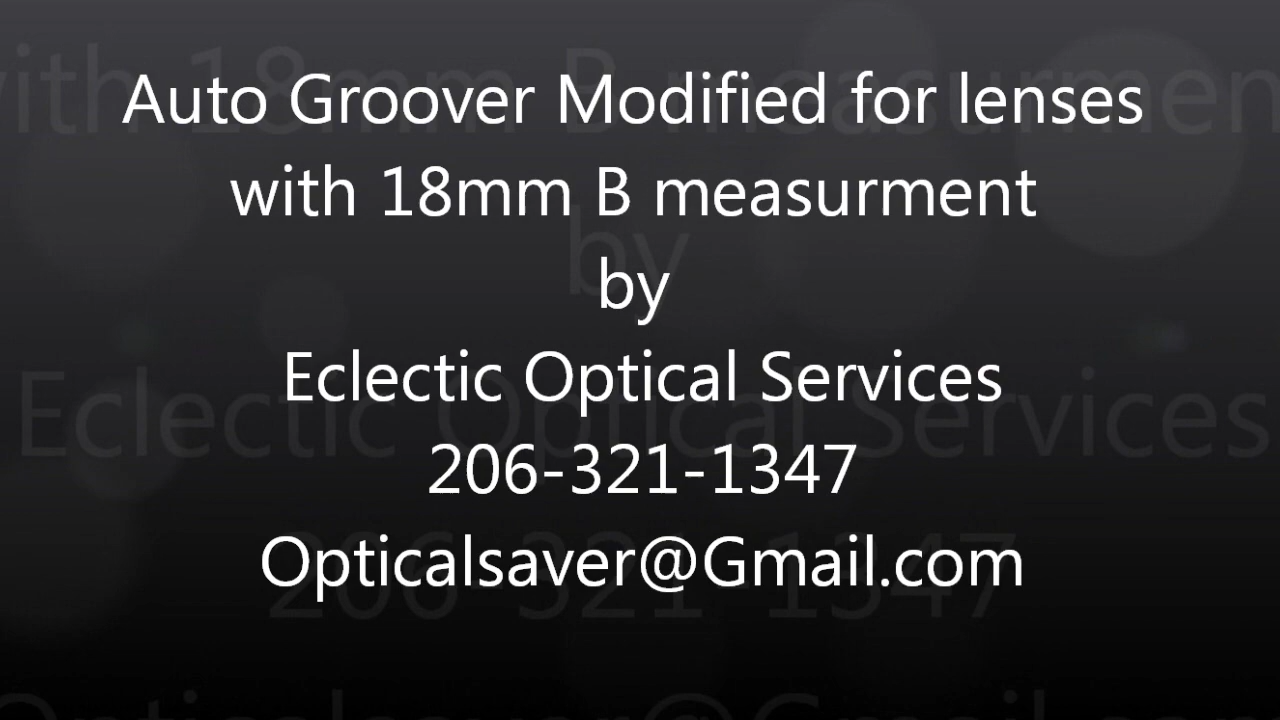 Auto Groover Modified for lenses
with 18mm B measurment
by
Eclectic Optical Services
206-321-1347
Opticalsaver@Gmail.com